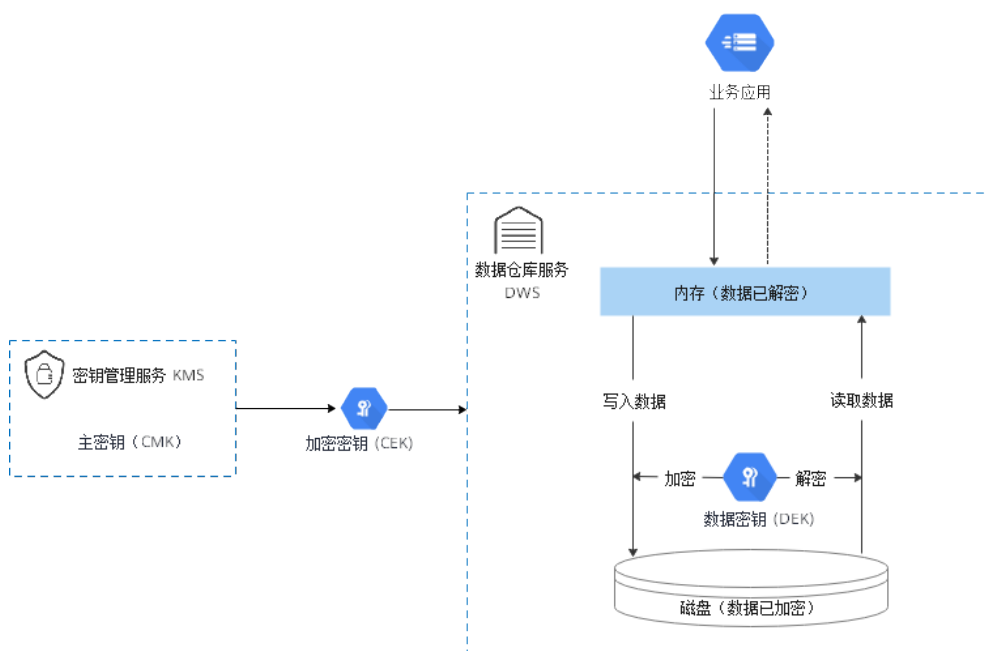 业务应用
数据仓库服务
DWS
内存（数据已解密）
密钥管理服务 KMS
主密钥（CMK）
加密密钥 (CEK)
写入数据
读取数据
加密
解密
数据密钥 (DEK)
磁盘（数据已加密）